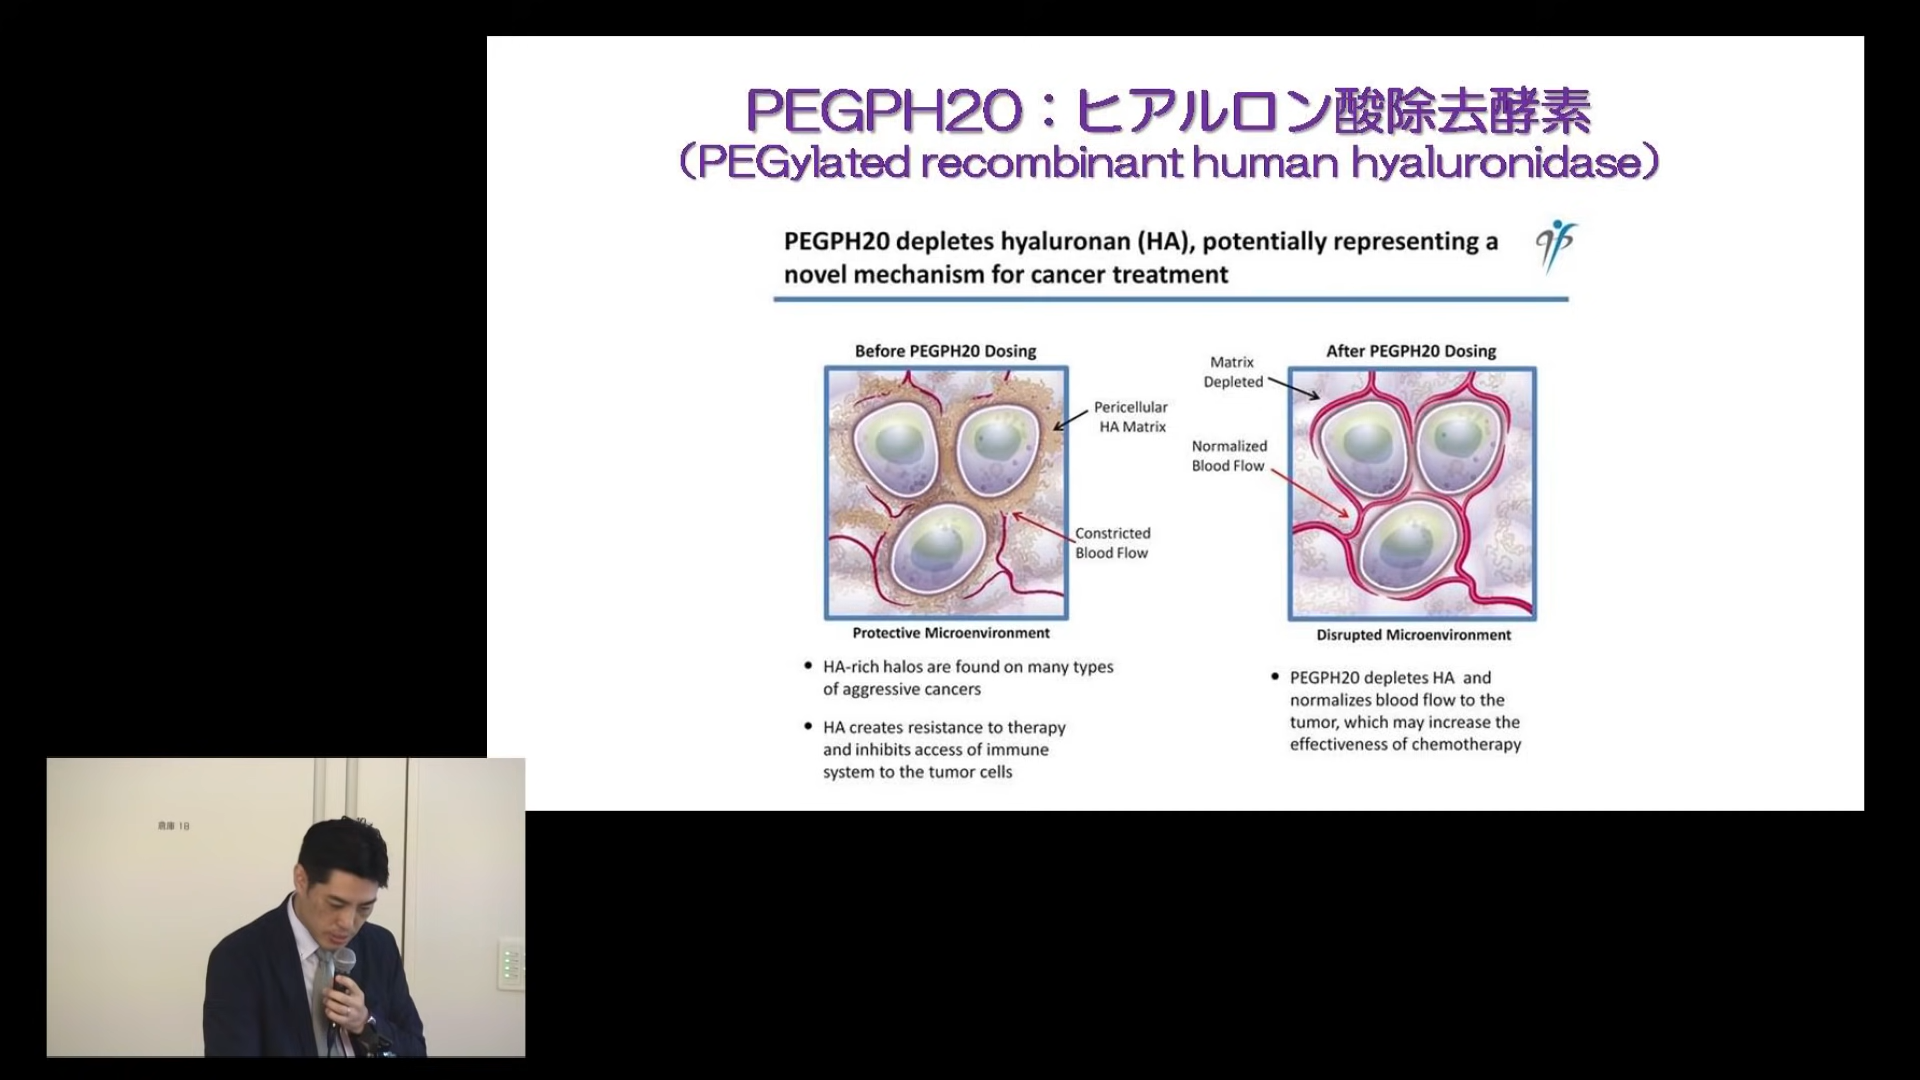 PEGPH20：ヒアルロン酸除去酵素
（PEGylated recombinant human hyaluronidase）
PEGPH20 depletes hyaluronan (HA), potentially representing a
novel mechanism for cancer treatment
Before PEGPH20 Dosing
Pericellular
HA Matrix
Constricted
Blood Flow
Protective Microenvironment
• HA-rich halos are found on many types
of aggressive cancers
• HA creates resistance to therapy
and inhibits access of immune
system to the tumor cells
After PEGPH20 Dosing
Matrix
Depleted
Normalized
Blood Flow
Disrupted Microenvironment
• PEGPH20 depletes HA and
normalizes blood flow to the
tumor, which may increase the
effectiveness of chemotherapy